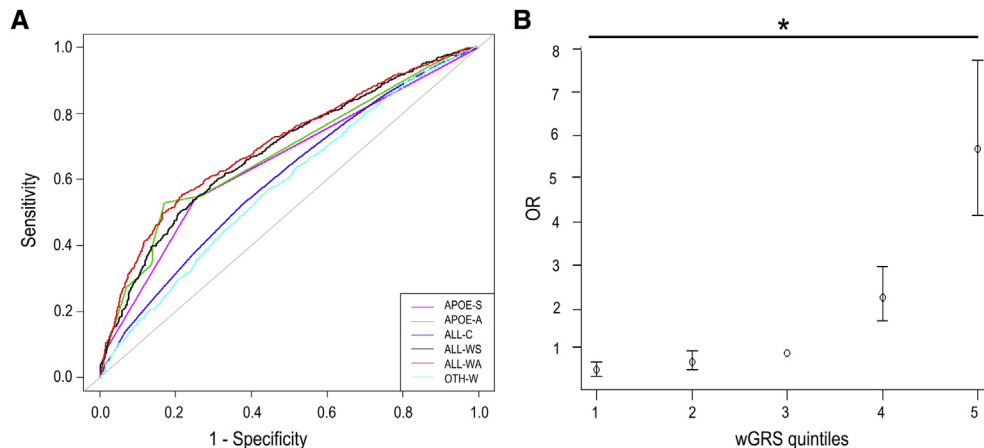 A
Sensitivity
1.0
0.8
0.6
0.4
0.2
0.0
0.0
0.2
0.4
0.6
0.8
1.0
1 - Specificity
APOE-S
APOE-A
ALL-C
ALL-WS
ALL-WA
OTH-W
B
*
OR
8
7
6
5
4
3
2
1
1
2
3
4
5
wGRS quintiles